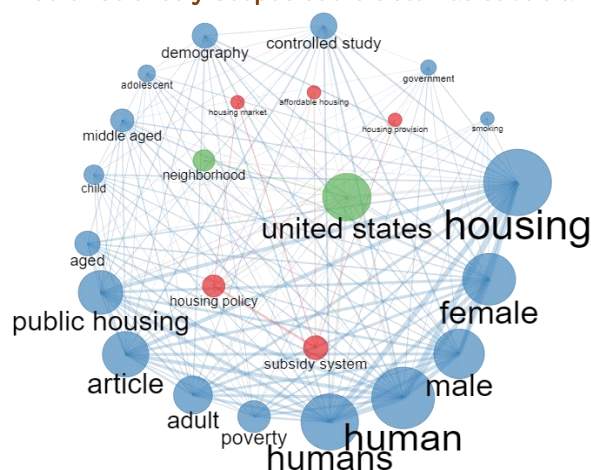 demography
controlled study
adolescent
government
housing market
affordable housing
middle aged
housing provision
smoking
neighborhood
child
united states
housing
aged
housing policy
public housing
female
subsidy system
article
male
adult
poverty
human
humans